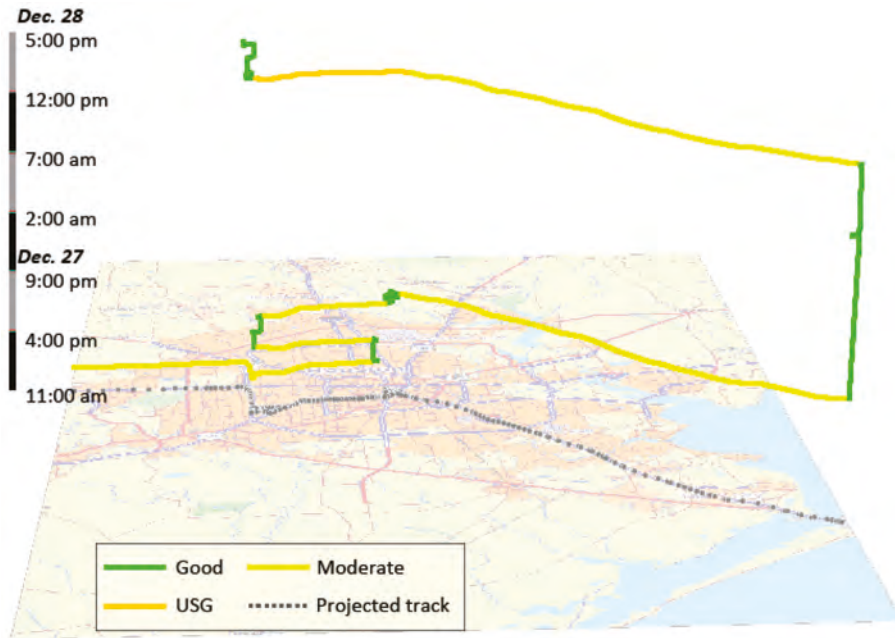 Dec. 28
5:00 pm
12:00 pm
7:00 am
2:00 am
Dec. 27
9:00 pm
4:00 pm
11:00 am
Good
Moderate
USG
Projected track